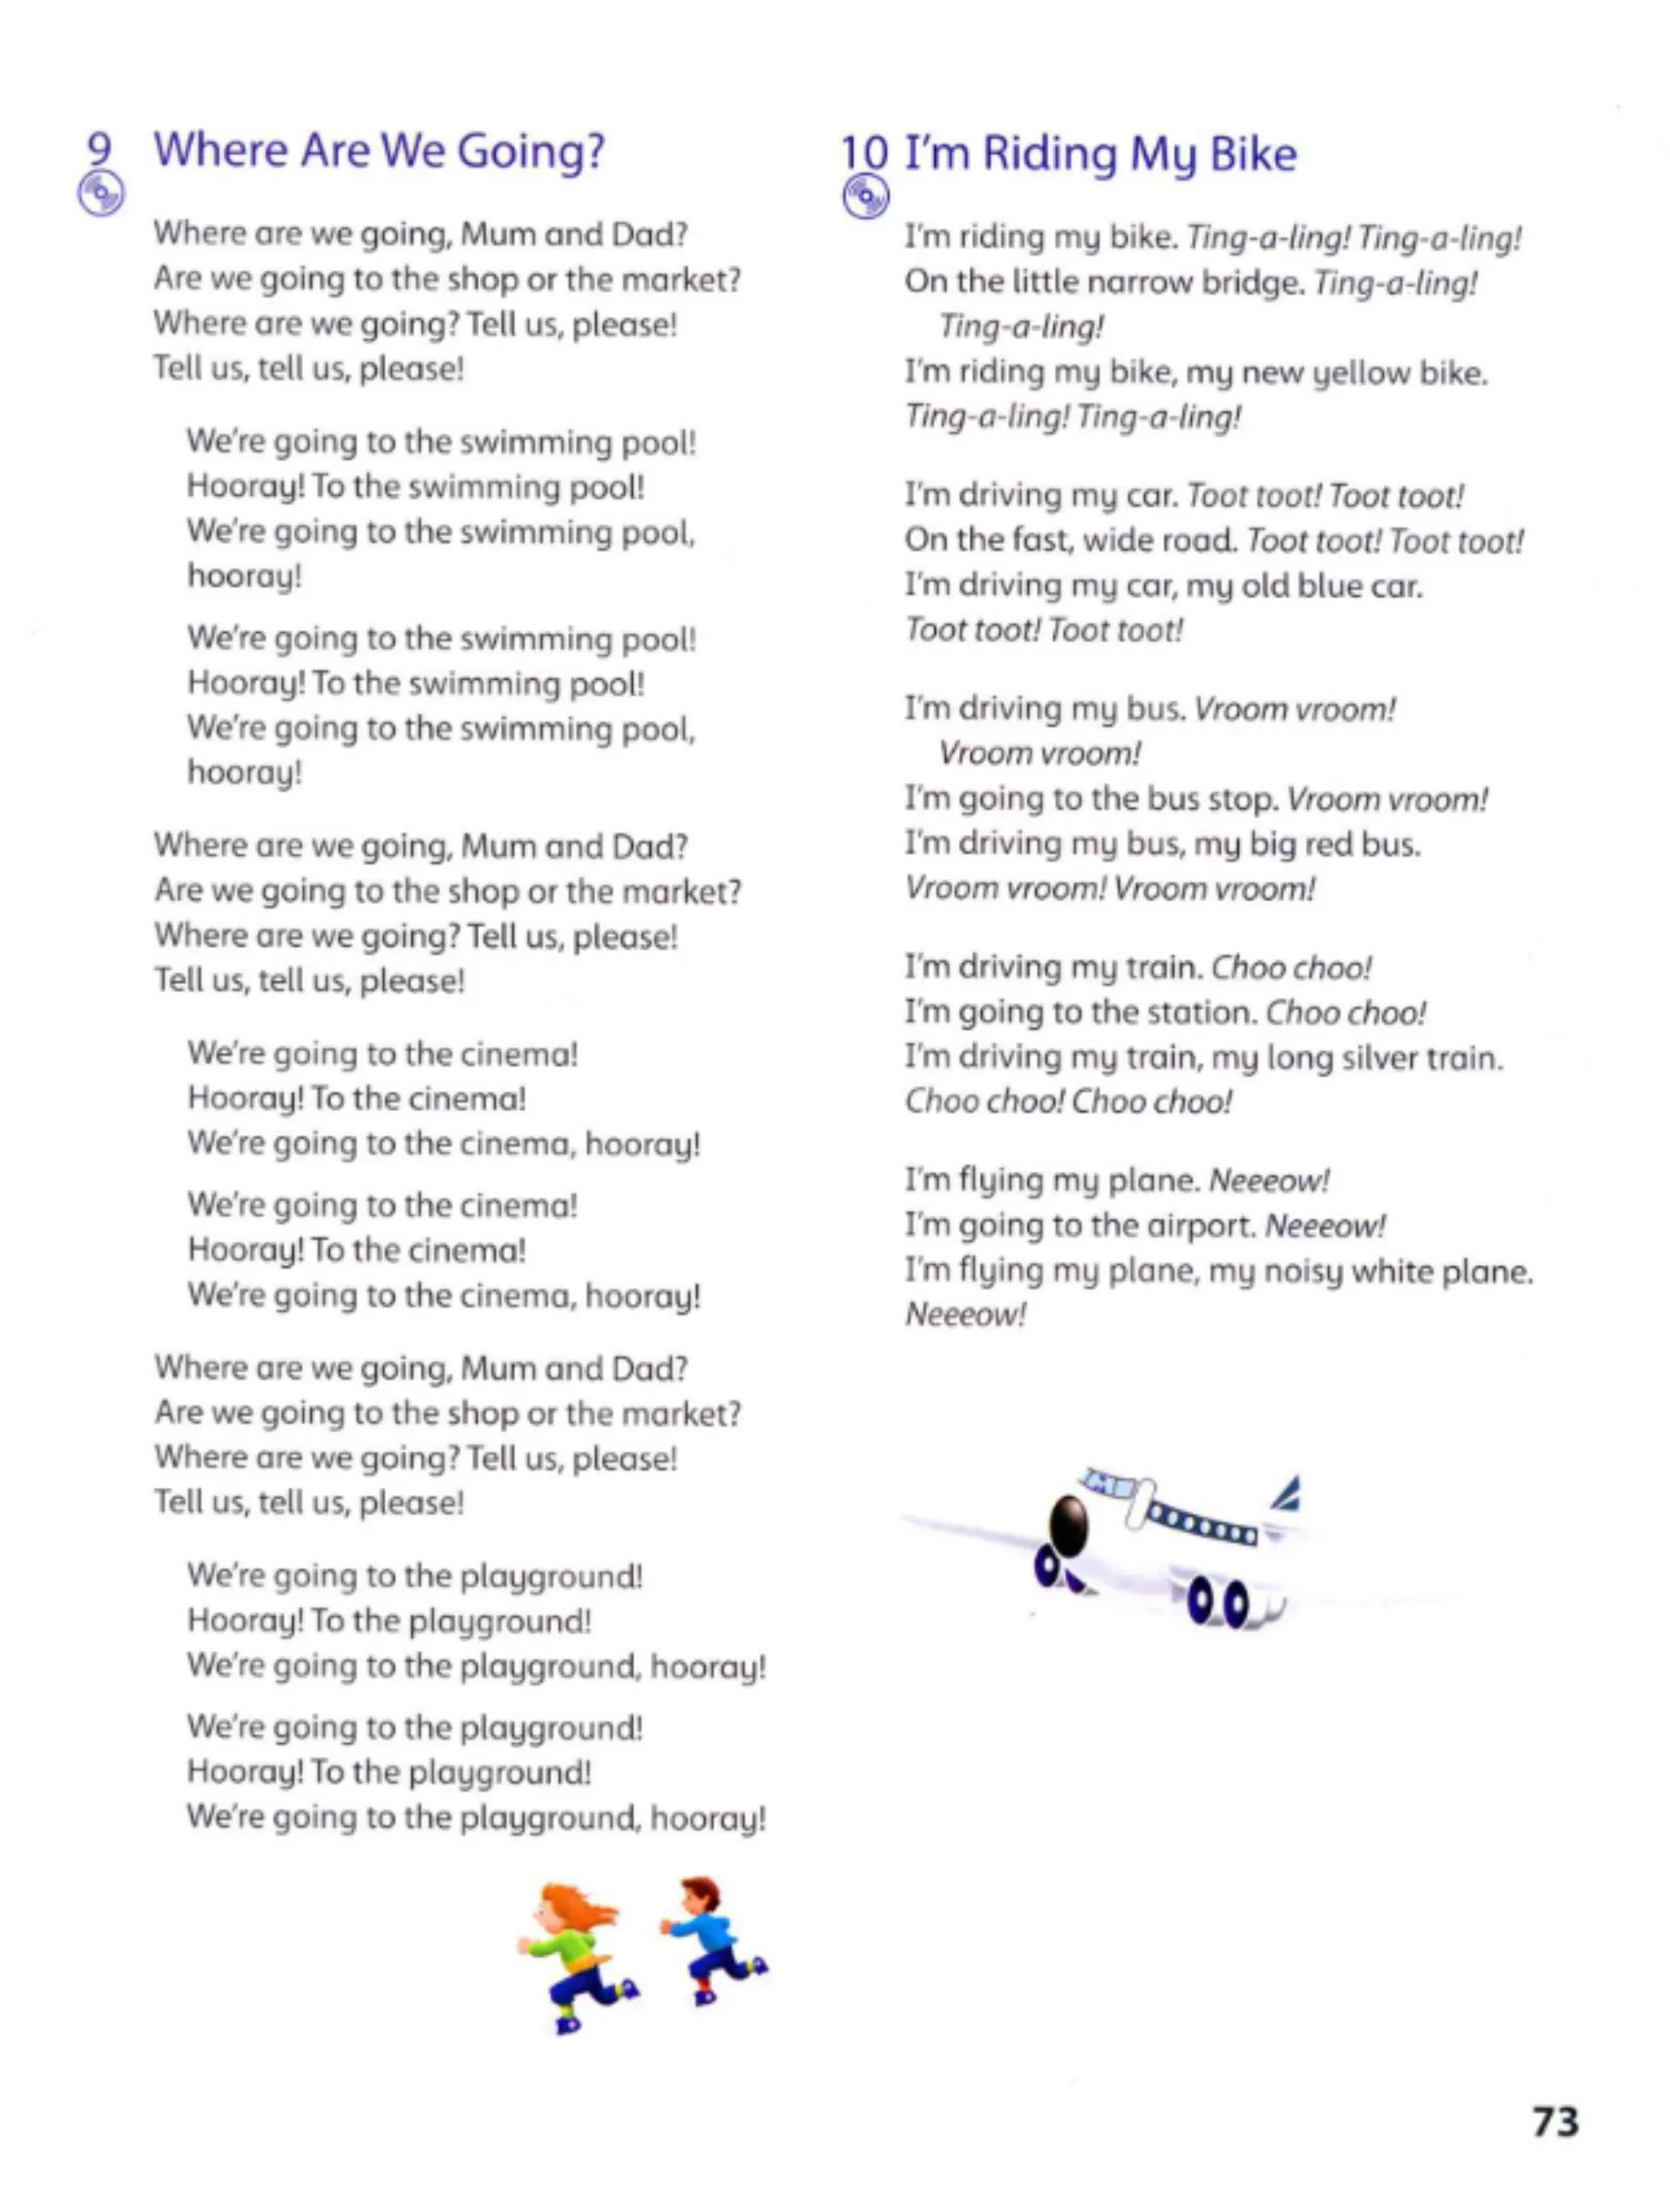 9 Where Are We Going?
Where are we going, Mum and Dad?
Are we going to the shop or the market?
Where are we going? Tell us, please!
Tell us, tell us, please!
We're going to the swimming pool!
Hooray! To the swimming pool!
We're going to the swimming pool,
hooray!
We're going to the swimming pool!
Hooray! To the swimming pool!
We're going to the swimming pool,
hooray!
Where are we going, Mum and Dad?
Are we going to the shop or the market?
Where are we going? Tell us, please!
Tell us, tell us, please!
We're going to the cinema!
Hooray! To the cinema!
We're going to the cinema, hooray!
We're going to the cinema!
Hooray! To the cinema!
We're going to the cinema, hooray!
Where are we going, Mum and Dad?
Are we going to the shop or the market?
Where are we going? Tell us, please!
Tell us, tell us, please!
We're going to the playground!
Hooray! To the playground!
We're going to the playground, hooray!
We're going to the playground!
Hooray! To the playground!
We're going to the playground, hooray!
10 I'm Riding My Bike
I'm riding my bike. Ting-a-ling! Ting-a-ling!
On the little narrow bridge. Ting-a-ling!
Ting-a-ling!
I'm riding my bike, my new yellow bike.
Ting-a-ling! Ting-a-ling!
I'm driving my car. Toot toot! Toot toot!
On the fast, wide road. Toot toot! Toot toot!
I'm driving my car, my old blue car.
Toot toot! Toot toot!
I'm driving my bus. Vroom vroom!
Vroom vroom!
I'm going to the bus stop. Vroom vroom!
I'm driving my bus, my big red bus.
Vroom vroom! Vroom vroom!
I'm driving my train. Choo choo!
I'm going to the station. Choo choo!
I'm driving my train, my long silver train.
Choo choo! Choo choo!
I'm flying my plane. Neeeow!
I'm going to the airport. Neeeow!
I'm flying my plane, my noisy white plane.
Neeeow!
73